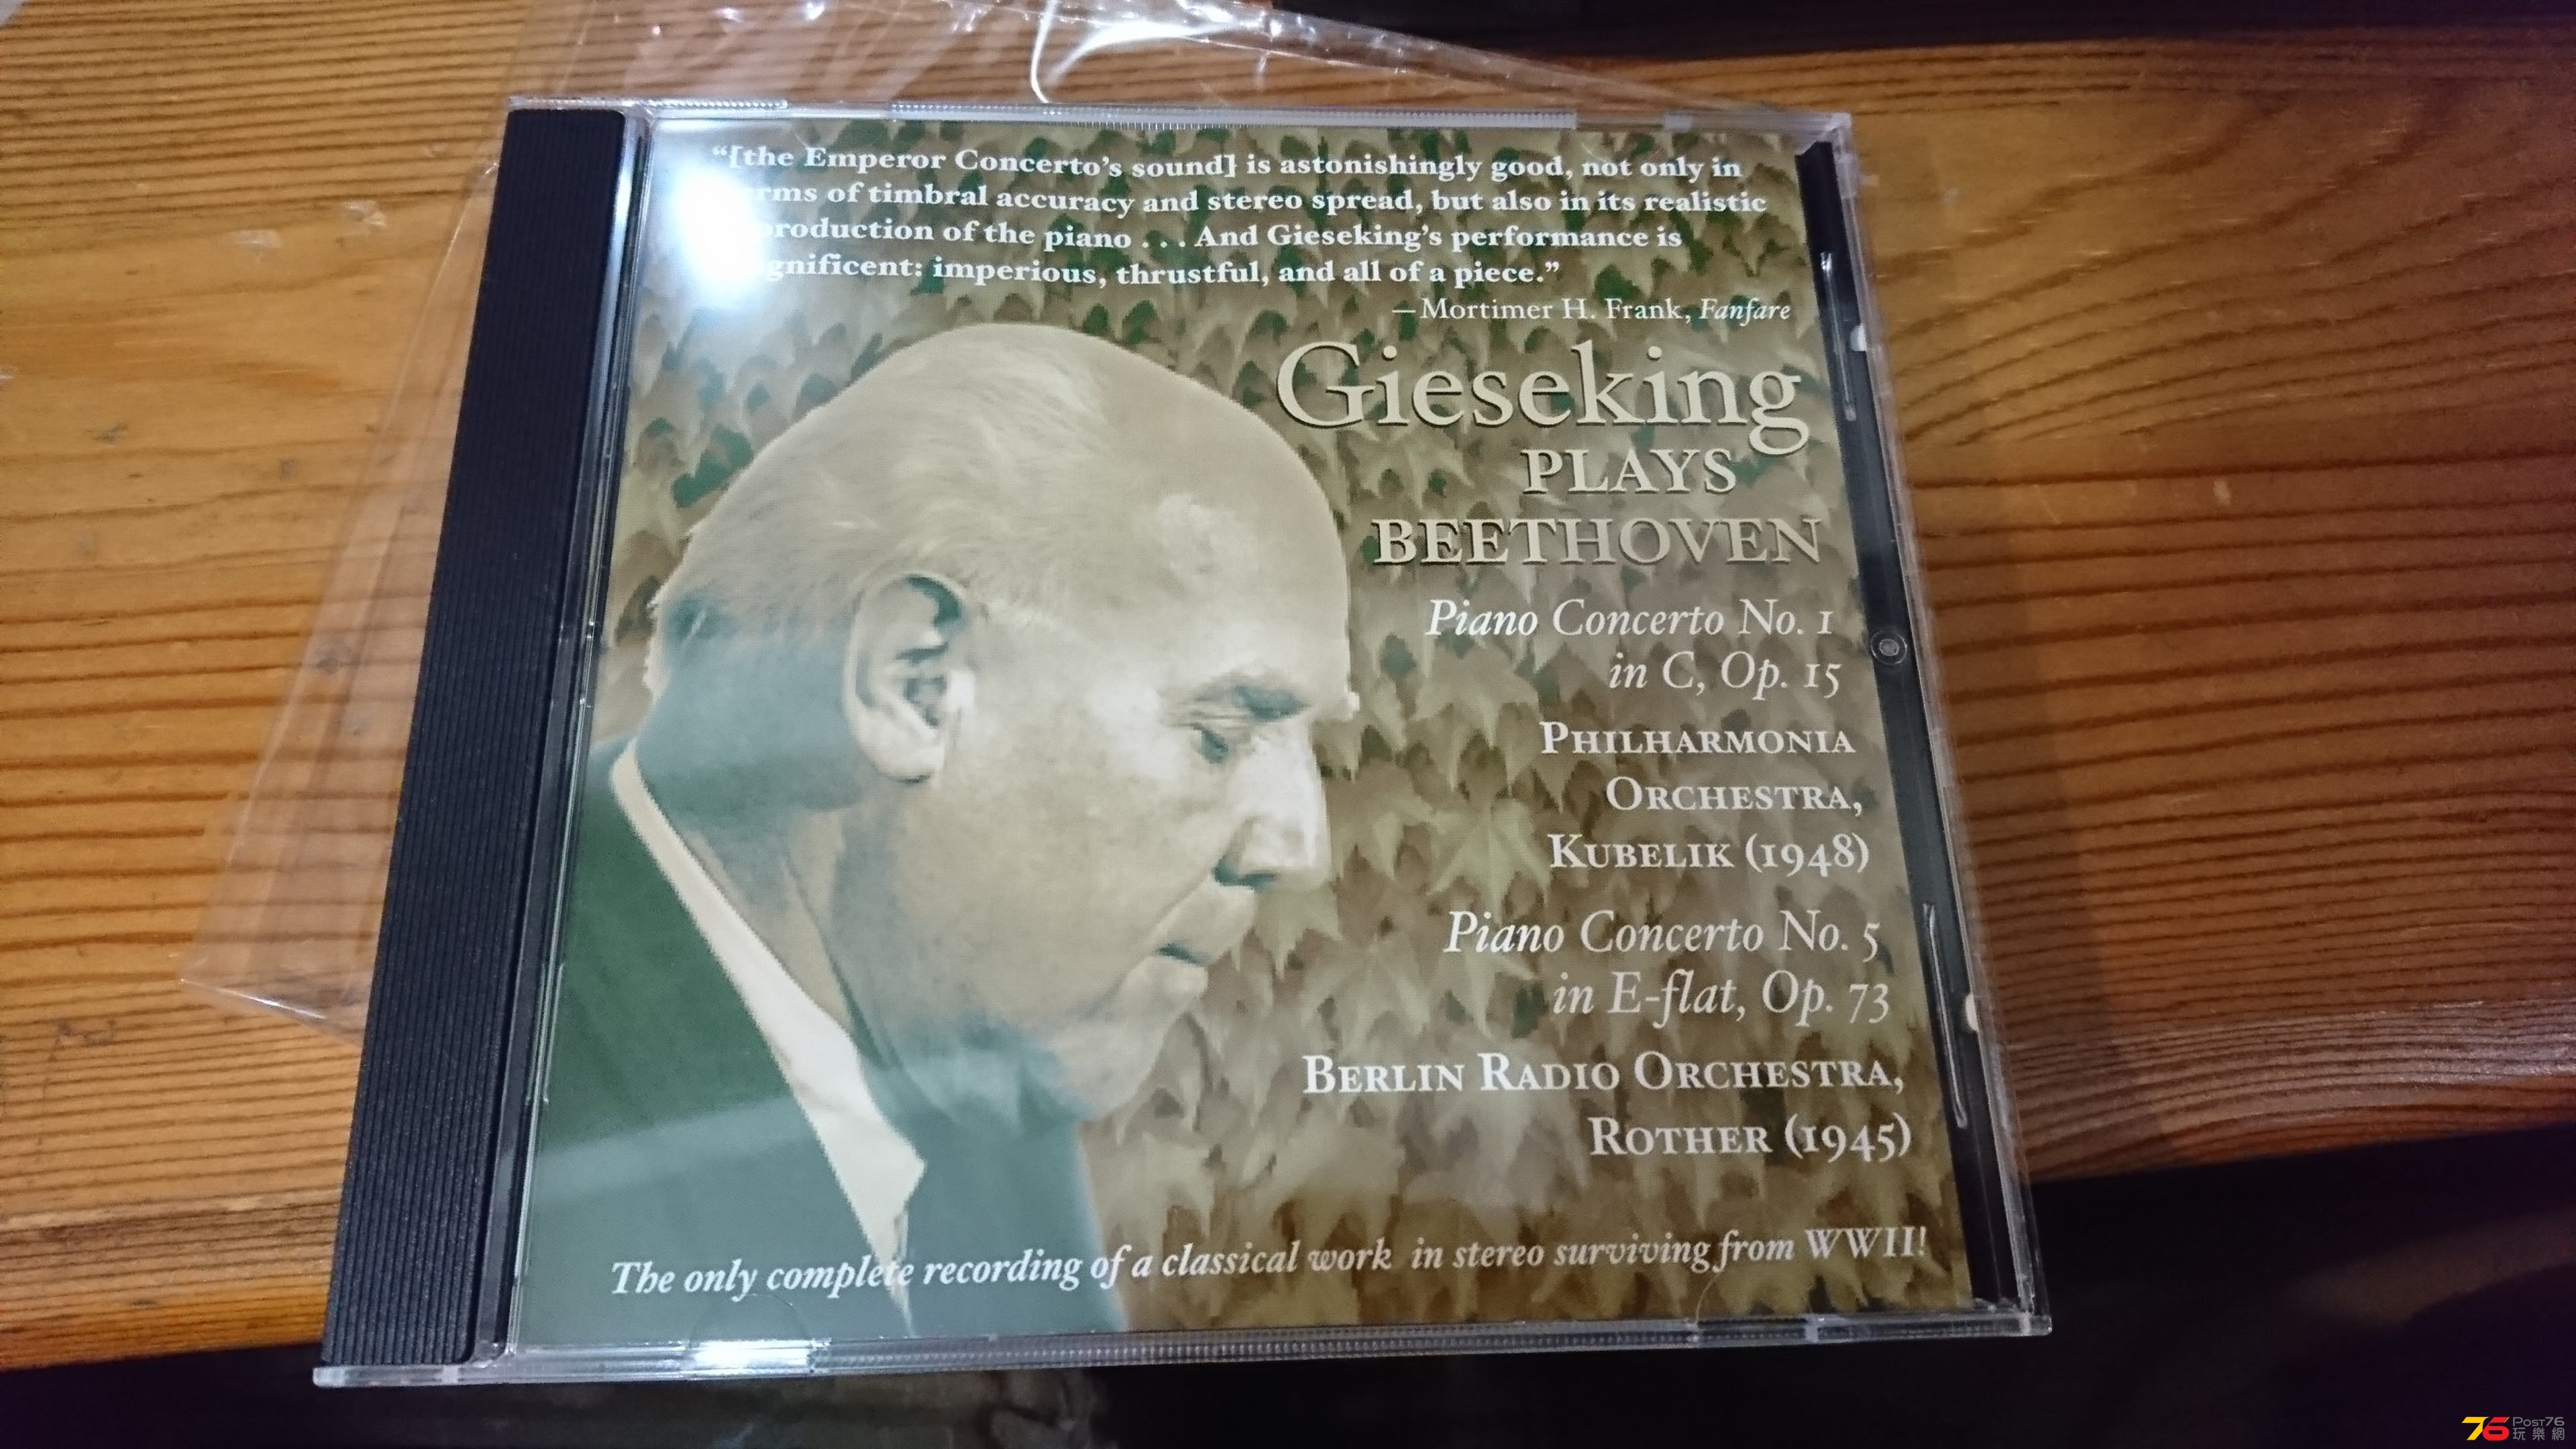 “[the Emperor Concerto’s sound] is astonishingly good, not only in
of timbral accuracy and stereo spread, but also in its realistic
of the piano . . . And Gieseking’s performance is
imperious, thrustful, and all of a piece.”
—Mortimer H. Frank, Fanfare
Gieseking
PLAYS
BEETHOVEN
Piano Concerto No. 1
in C, Op. 15
PHILHARMONIA
ORCHESTRA,
KUBELIK (1948)
Piano Concerto No. 5
in E-flat, Op. 73
BERLIN RADIO ORCHESTRA,
ROTHER (1945)
The only complete recording of a classical work in stereo surviving from WWII!
76 POST76
玩樂網